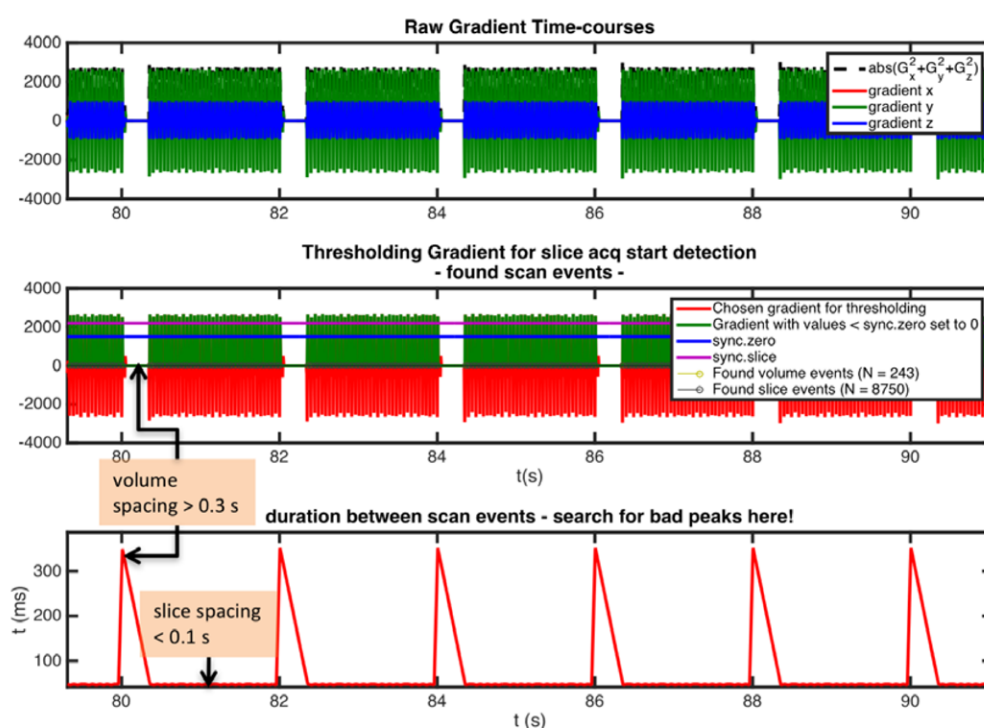 Raw Gradient Time-courses
4000
2000
0
-2000
-4000
80
82
84
86
88
90
abs(G²ₓ+G²ᵧ+G²_z)
gradient x
gradient y
gradient z
Thresholding Gradient for slice acq start detection
- found scan events -
4000
2000
0
-2000
-4000
80
82
84
86
88
90
t(s)
Chosen gradient for thresholding
Gradient with values < sync.zero set to 0
sync.zero
sync.slice
Found volume events (N = 243)
Found slice events (N = 8750)
volume
spacing > 0.3 s
duration between scan events - search for bad peaks here!
t (ms)
300
200
100
slice spacing
< 0.1 s
80
82
84
86
88
90
t (s)